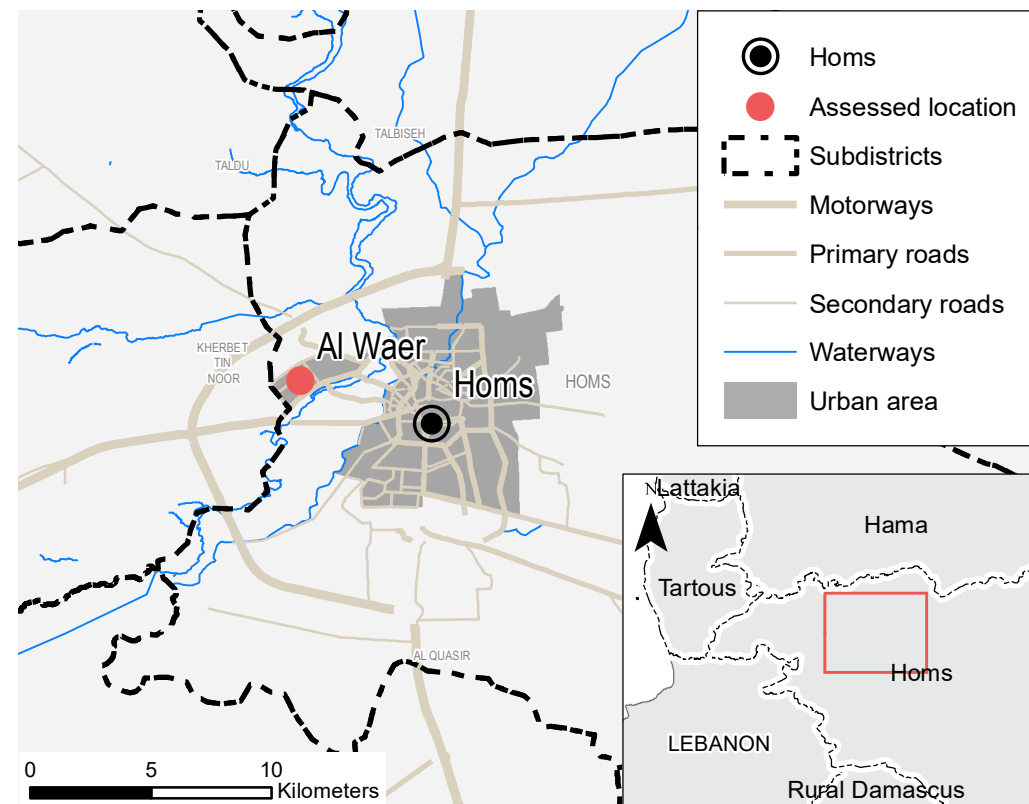 Homs
Assessed location
Subdistricts
Motorways
Primary roads
Secondary roads
Waterways
Urban area
TALBISEH
TALDU
KHERBET
TIN
NOOR
Al Waer
Homs
HOMS
AL QUASIR
0 5 10
Kilometers
N
Lattakia
Hama
Tartous
Homs
LEBANON
Rural Damascus